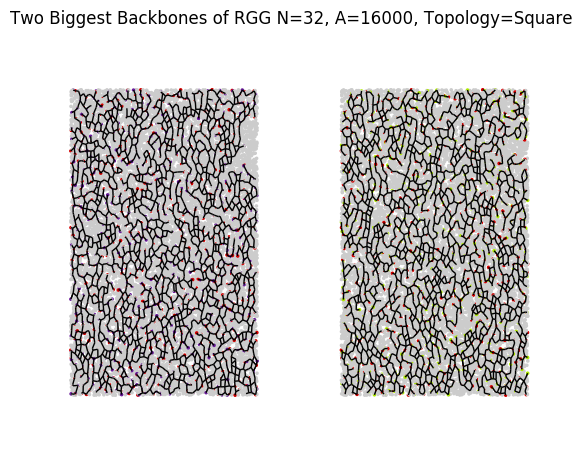 Two Biggest Backbones of RGG N=32, A=16000, Topology=Square